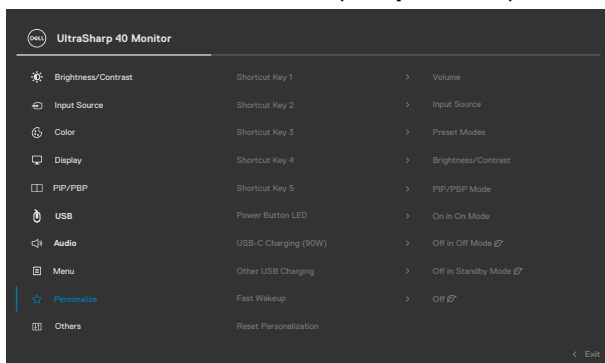 DELL UltraSharp 40 Monitor
Brightness/Contrast Shortcut Key 1 > Volume
Input Source Shortcut Key 2 > Input Source
Color Shortcut Key 3 > Preset Modes
Display Shortcut Key 4 > Brightness/Contrast
PIP/PBP Shortcut Key 5 > PIP/PBP Mode
USB Power Button LED > On in On Mode
Audio USB-C Charging (90W) > Off in Off Mode
Menu Other USB Charging > Off in Standby Mode
Personalize Fast Wakeup > Off
Others Reset Personalization
< Exit